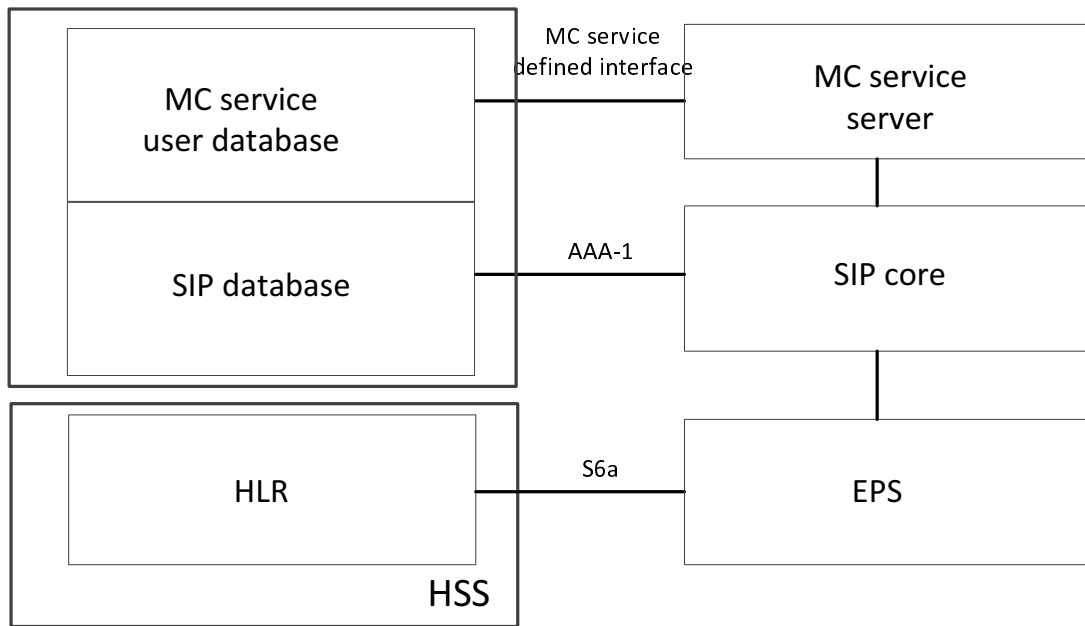 MC service
defined interface
MC service
user database
MC service
server
AAA-1
SIP database
SIP core
S6a
HLR
EPS
HSS